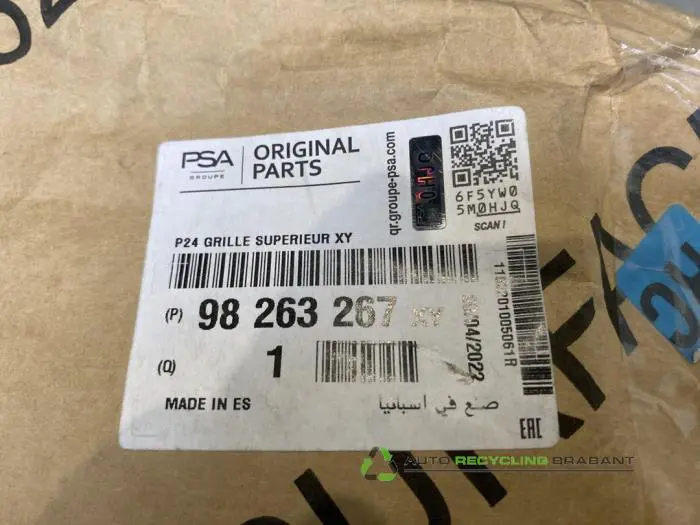 PSA
GROUPE
ORIGINAL
PARTS
qr.groupe-psa.com
0HJQ
6F5YW0
5M0HJQ
SCAN!
P24 GRILLE SUPERIEUR XY
(P) 98 263 267 XY
/04/2022
(Q) 1
MADE IN ES
صنع في اسبانيا
EAC
AUTO RECYCLING BRABANT